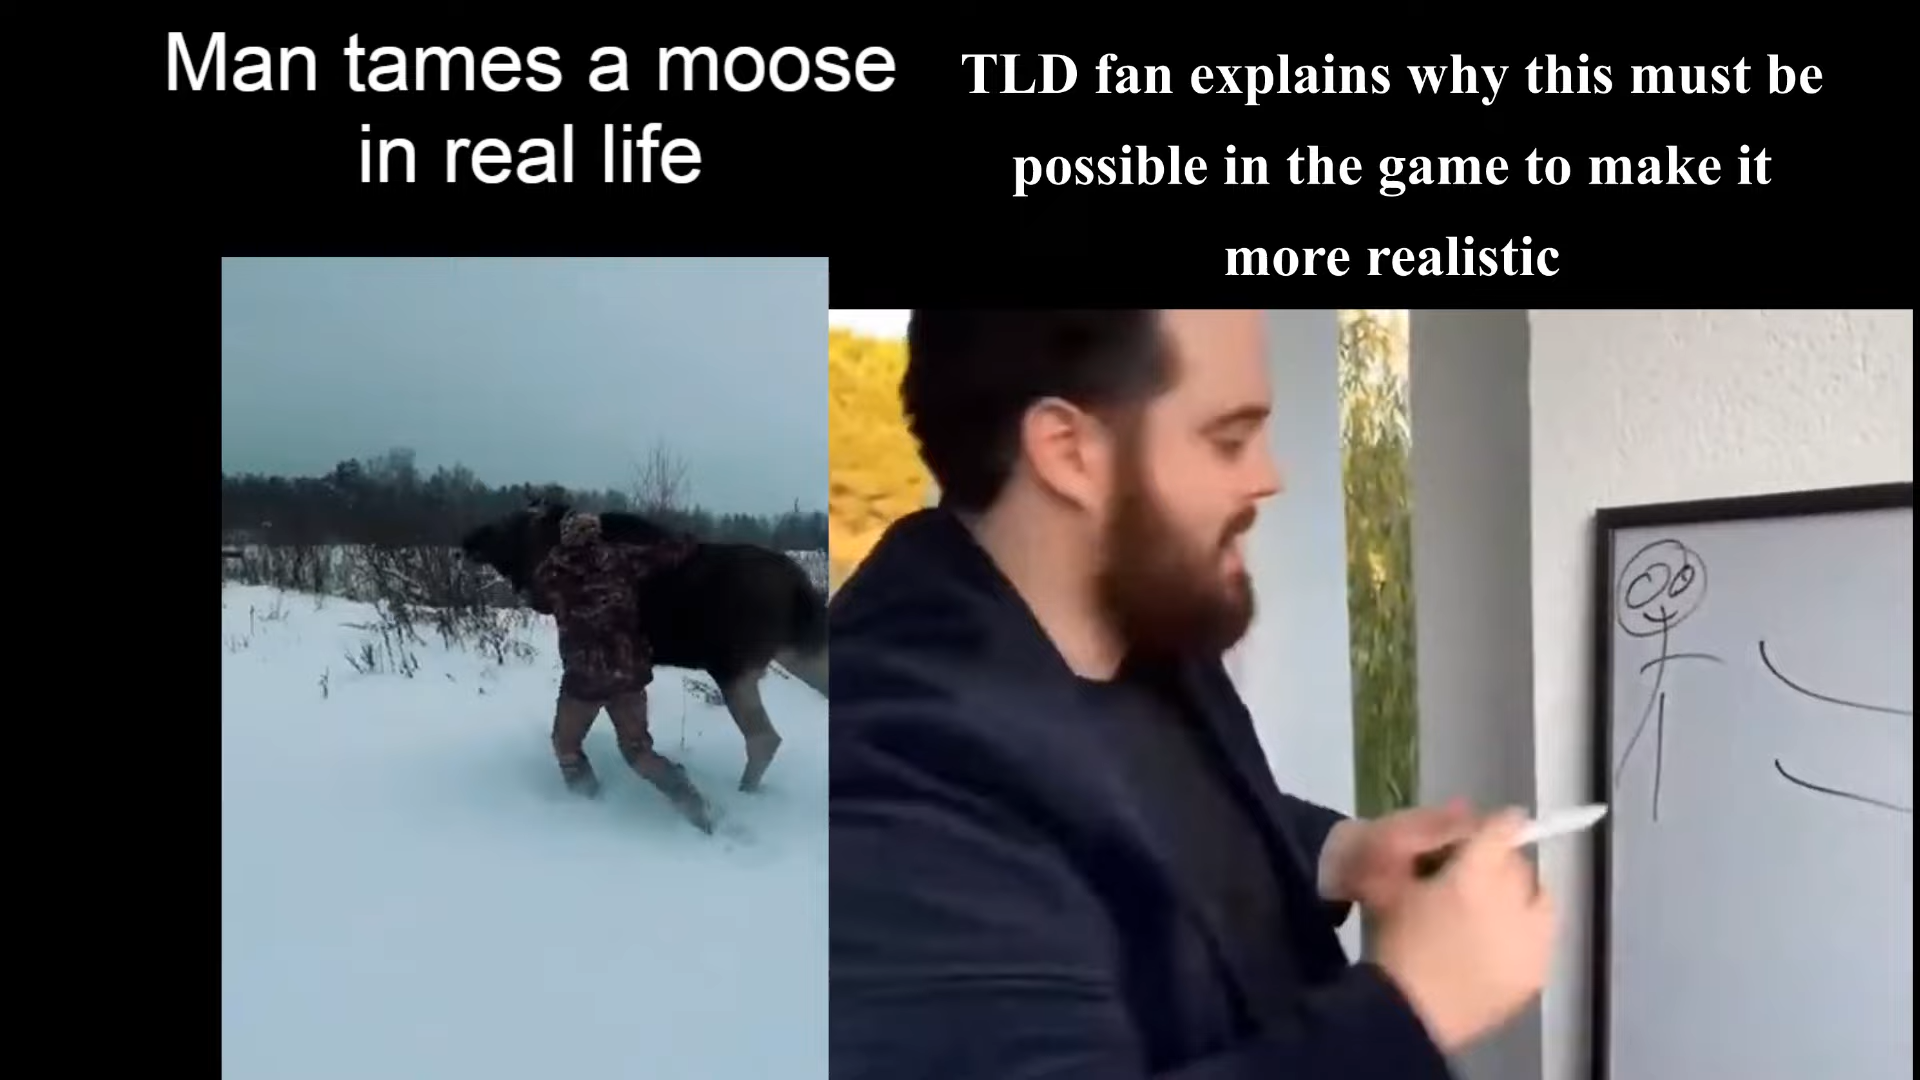 Man tames a moose
in real life
TLD fan explains why this must be
possible in the game to make it
more realistic